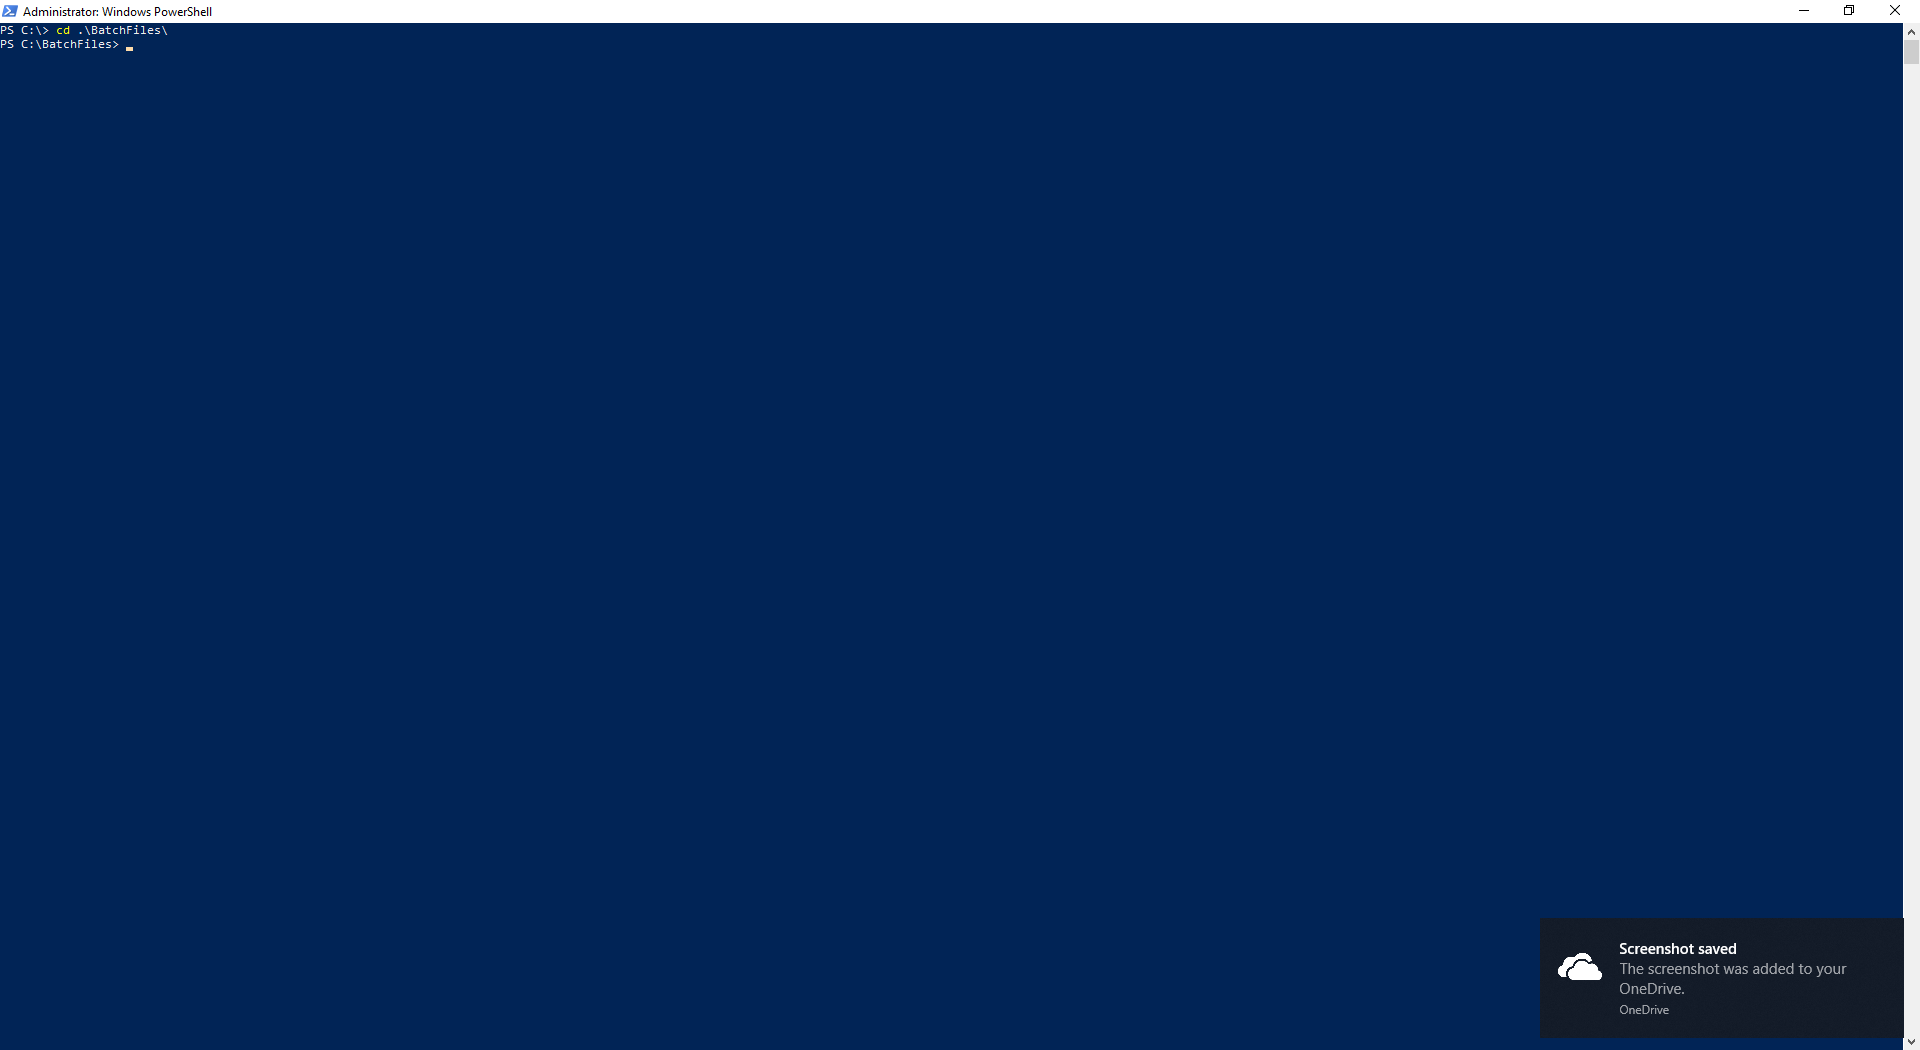 Administrator: Windows PowerShell
PS C:\> cd .\BatchFiles\
PS C:\BatchFiles>
Screenshot saved
The screenshot was added to your
OneDrive.
OneDrive